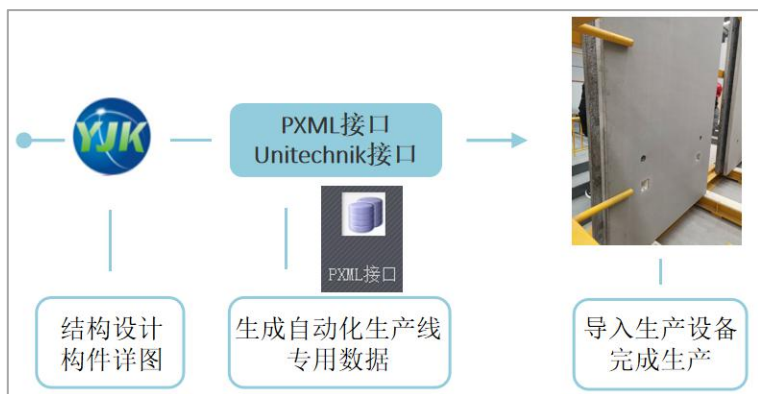 YJK
PXML接口
Unitechnik接口
PXML接口
结构设计
构件详图
生成自动化生产线
专用数据
导入生产设备
完成生产